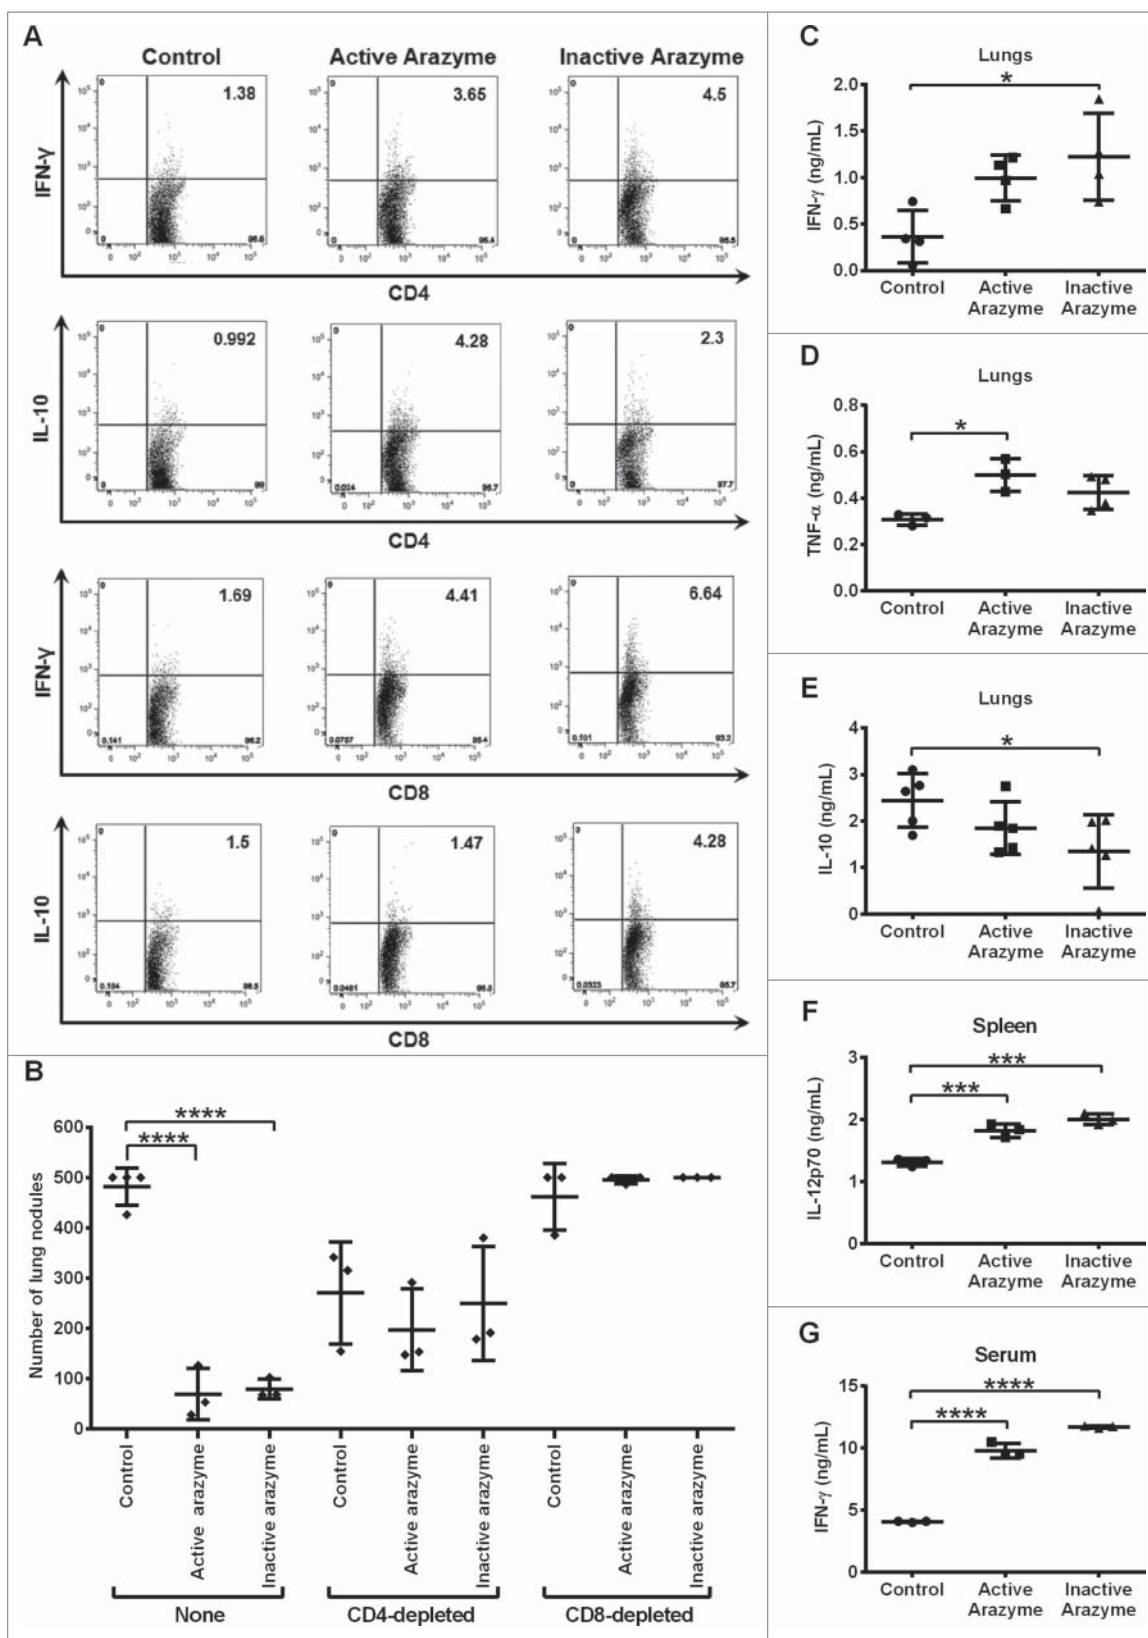 A
Control Active Arazyme Inactive Arazyme
IFN-γ
1.38 3.65 4.5
CD4
IL-10
0.992 4.28 2.3
CD4
IFN-γ
1.69 4.41 6.64
CD8
IL-10
1.5 1.47 4.28
CD8
B
Number of lung nodules
600
500
400
300
200
100
0
****
****
Control
Active arazyme
Inactive arazyme
Control
Active arazyme
Inactive arazyme
Control
Active arazyme
Inactive arazyme
None CD4-depleted CD8-depleted
C
Lungs
*
IFN-γ (ng/mL)
2.0
1.5
1.0
0.5
0.0
Control Active Inactive
Arazyme Arazyme
D
Lungs
*
TNF-α (ng/mL)
0.8
0.6
0.4
0.2
0.0
Control Active Inactive
Arazyme Arazyme
E
Lungs
*
IL-10 (ng/mL)
4
3
2
1
0
Control Active Inactive
Arazyme Arazyme
F
Spleen
***
***
IL-12p70 (ng/mL)
3
2
1
0
Control Active Inactive
Arazyme Arazyme
G
Serum
****
****
IFN-γ (ng/mL)
15
10
5
0
Control Active Inactive
Arazyme Arazyme